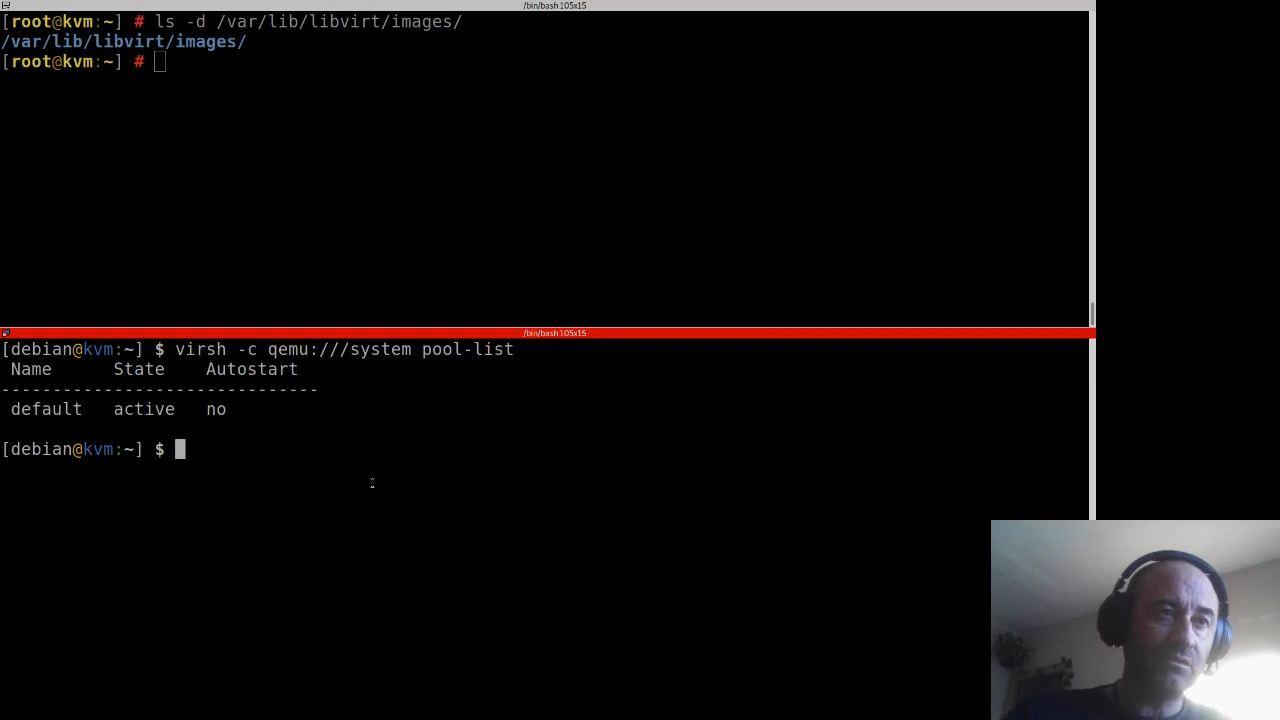 /bin/bash 105x15
[root@kvm:~] # ls -d /var/lib/libvirt/images/
/var/lib/libvirt/images/
[root@kvm:~] #
/bin/bash 105x15
[debian@kvm:~] $ virsh -c qemu:///system pool-list
Name State Autostart
-------------------------------
default active no
[debian@kvm:~] $